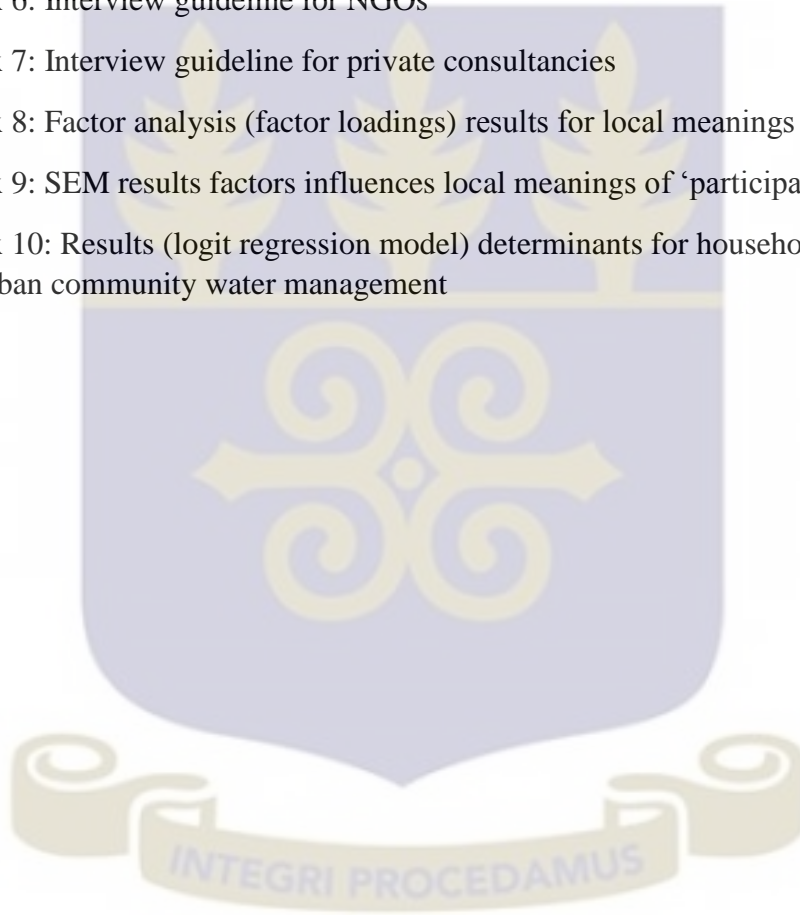 6: Interview guideline for NGOs
7: Interview guideline for private consultancies
8: Factor analysis (factor loadings) results for local meanings
9: SEM results factors influences local meanings of ‘participa
10: Results (logit regression model) determinants for househo
ban community water management
INTEGRI PROCEDAMUS